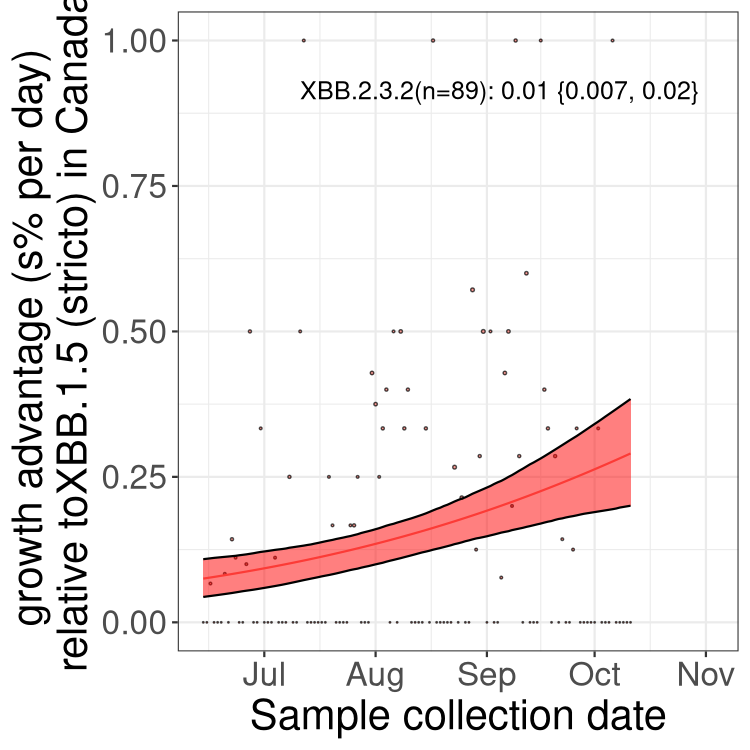 growth advantage (s% per day)
relative toXBB.1.5 (stricto) in Canada
1.00
0.75
0.50
0.25
0.00
XBB.2.3.2(n=89): 0.01 {0.007, 0.02}
Jul
Aug
Sep
Oct
Nov
Sample collection date